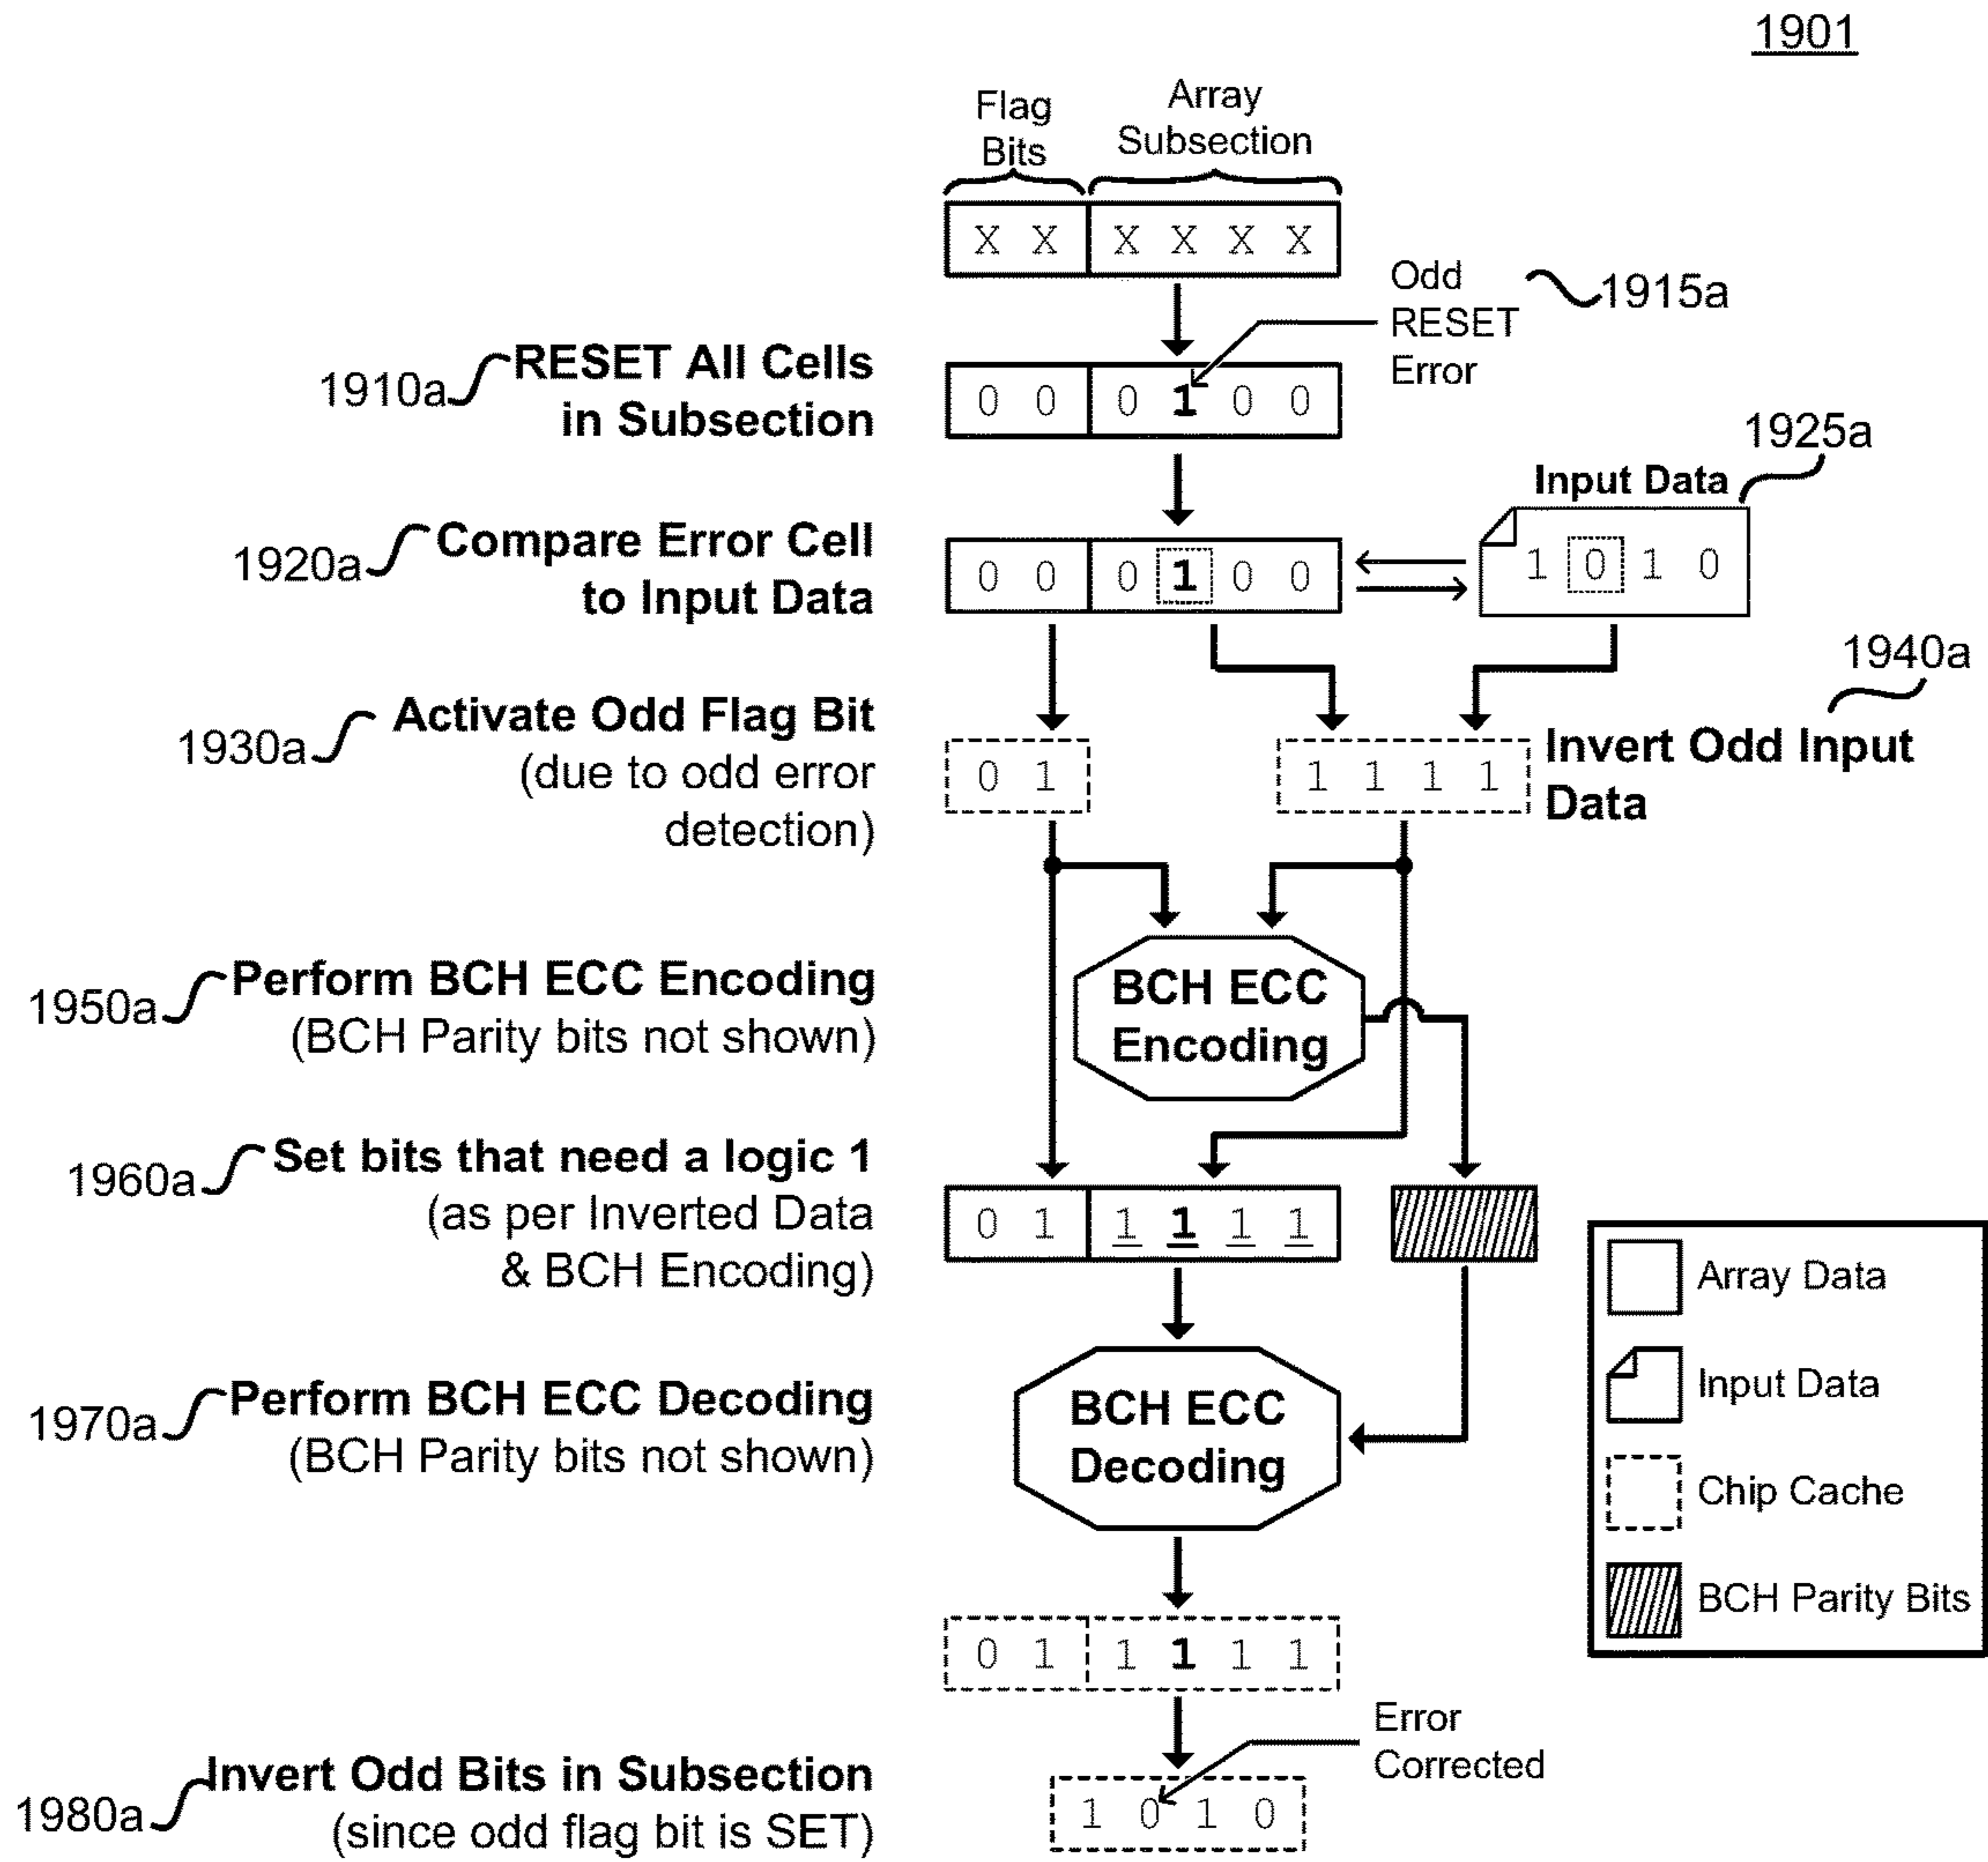 1901
Flag
Bits
Array
Subsection
X X X X X X
Odd
RESET
Error
1915a
1910a
RESET All Cells
in Subsection
0 0 0 1 0 0
1925a
Input Data
1920a
Compare Error Cell
to Input Data
0 0 0 1 0 0
1 0 1 0
1940a
1930a
Activate Odd Flag Bit
(due to odd error
detection)
0 1
1 1 1 1
Invert Odd Input
Data
1950a
Perform BCH ECC Encoding
(BCH Parity bits not shown)
BCH ECC
Encoding
1960a
Set bits that need a logic 1
(as per Inverted Data
& BCH Encoding)
0 1 1 1 1 1
1970a
Perform BCH ECC Decoding
(BCH Parity bits not shown)
BCH ECC
Decoding
Array Data
Input Data
Chip Cache
BCH Parity Bits
0 1 1 1 1 1
Error
Corrected
1980a
Invert Odd Bits in Subsection
(since odd flag bit is SET)
1 0 1 0